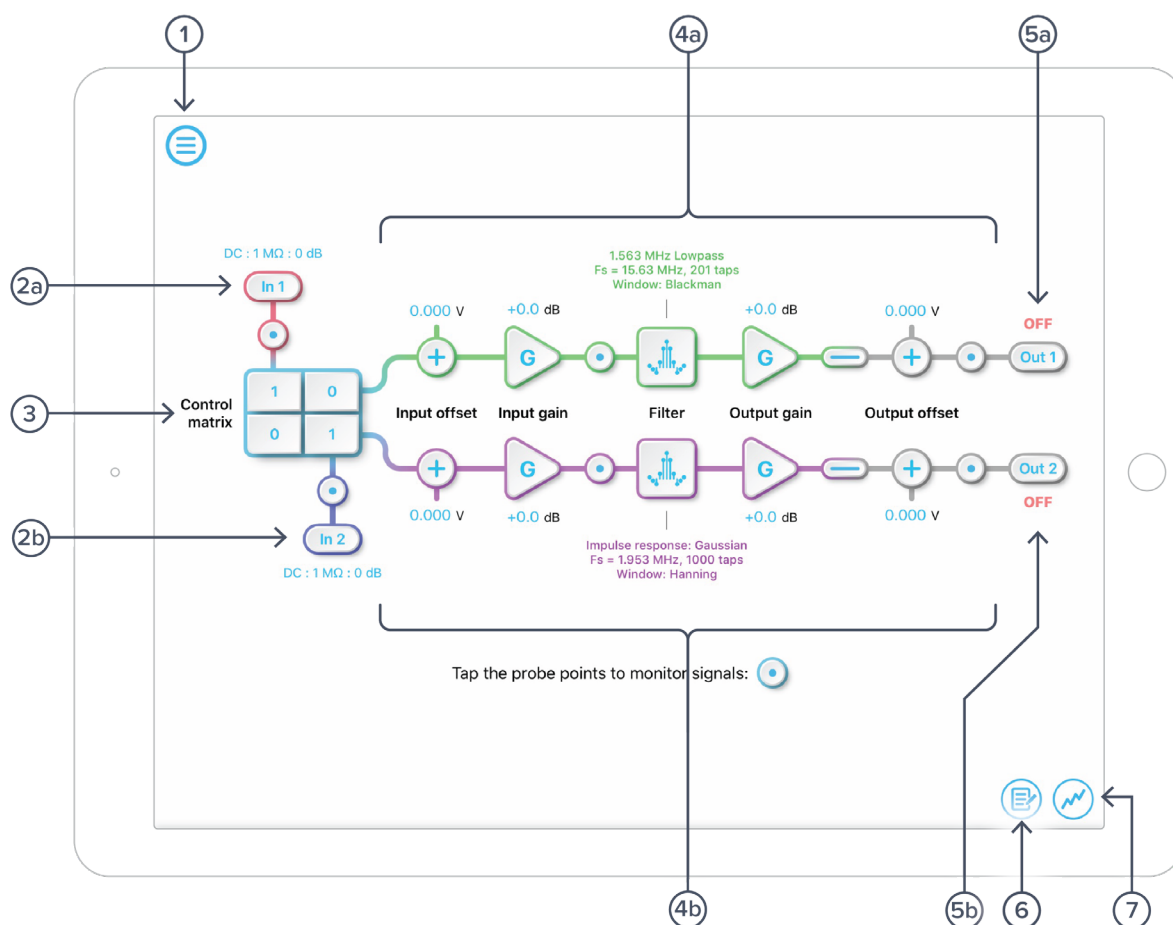 1
4a
5a
DC : 1 MΩ : 0 dB
2a
In 1
1.563 MHz Lowpass
Fs = 15.63 MHz, 201 taps
Window: Blackman
0.000 V
+0.0 dB
+0.0 dB
0.000 V
OFF
G
G
Out 1
3
Control
matrix
1 0
0 1
Input offset
Input gain
Filter
Output gain
Output offset
G
G
Out 2
0.000 V
+0.0 dB
+0.0 dB
0.000 V
OFF
2b
In 2
DC : 1 MΩ : 0 dB
Impulse response: Gaussian
Fs = 1.953 MHz, 1000 taps
Window: Hanning
Tap the probe points to monitor signals:
4b
5b
6
7